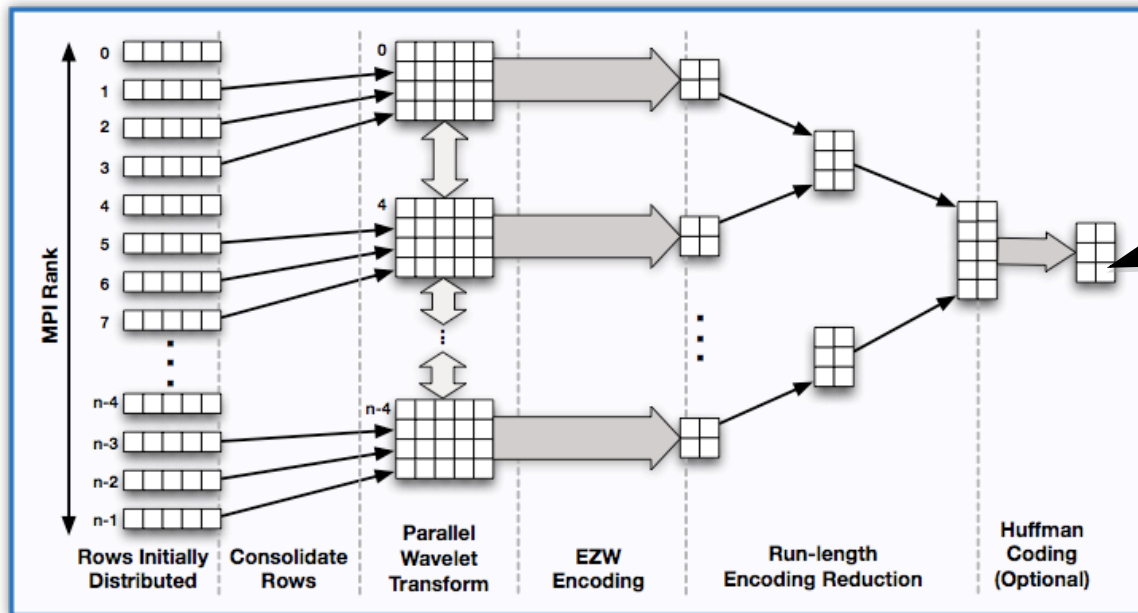 MPI Rank
0
1
2
3
4
5
6
7
n-4
n-3
n-2
n-1
0
4
n-4
Rows Initially
Distributed
Consolidate
Rows
Parallel
Wavelet
Transform
EZW
Encoding
Run-length
Encoding Reduction
Huffman
Coding
(Optional)